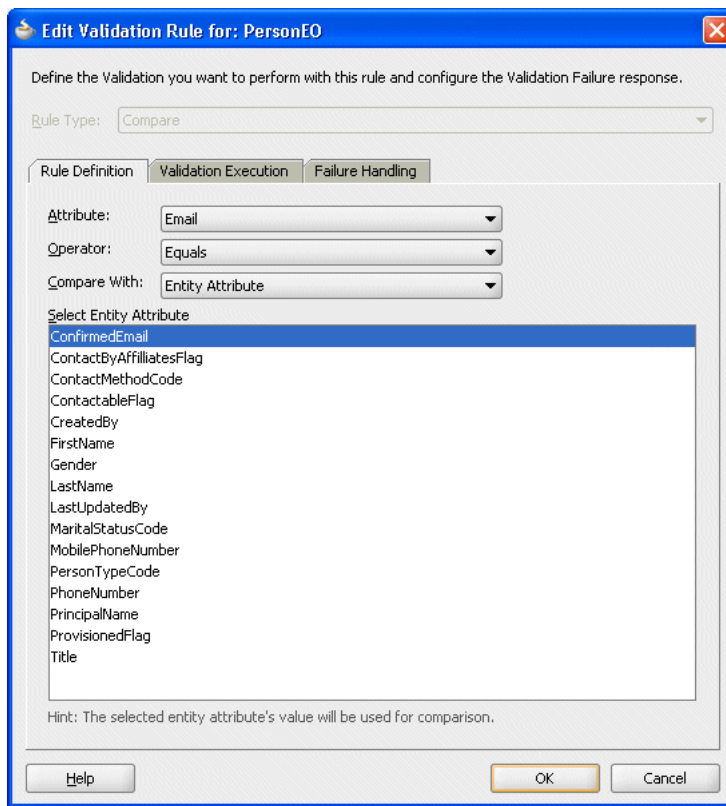 Edit Validation Rule for: PersonEO
Define the Validation you want to perform with this rule and configure the Validation Failure response.
Rule Type: Compare
Rule Definition Validation Execution Failure Handling
Attribute: Email
Operator: Equals
Compare With: Entity Attribute
Select Entity Attribute
ConfirmedEmail
ContactByAffilliatesFlag
ContactMethodCode
ContactableFlag
CreatedBy
FirstName
Gender
LastName
LastUpdatedBy
MaritalStatusCode
MobilePhoneNumber
PersonTypeCode
PhoneNumber
PrincipalName
ProvisionedFlag
Title
Hint: The selected entity attribute's value will be used for comparison.
Help OK Cancel